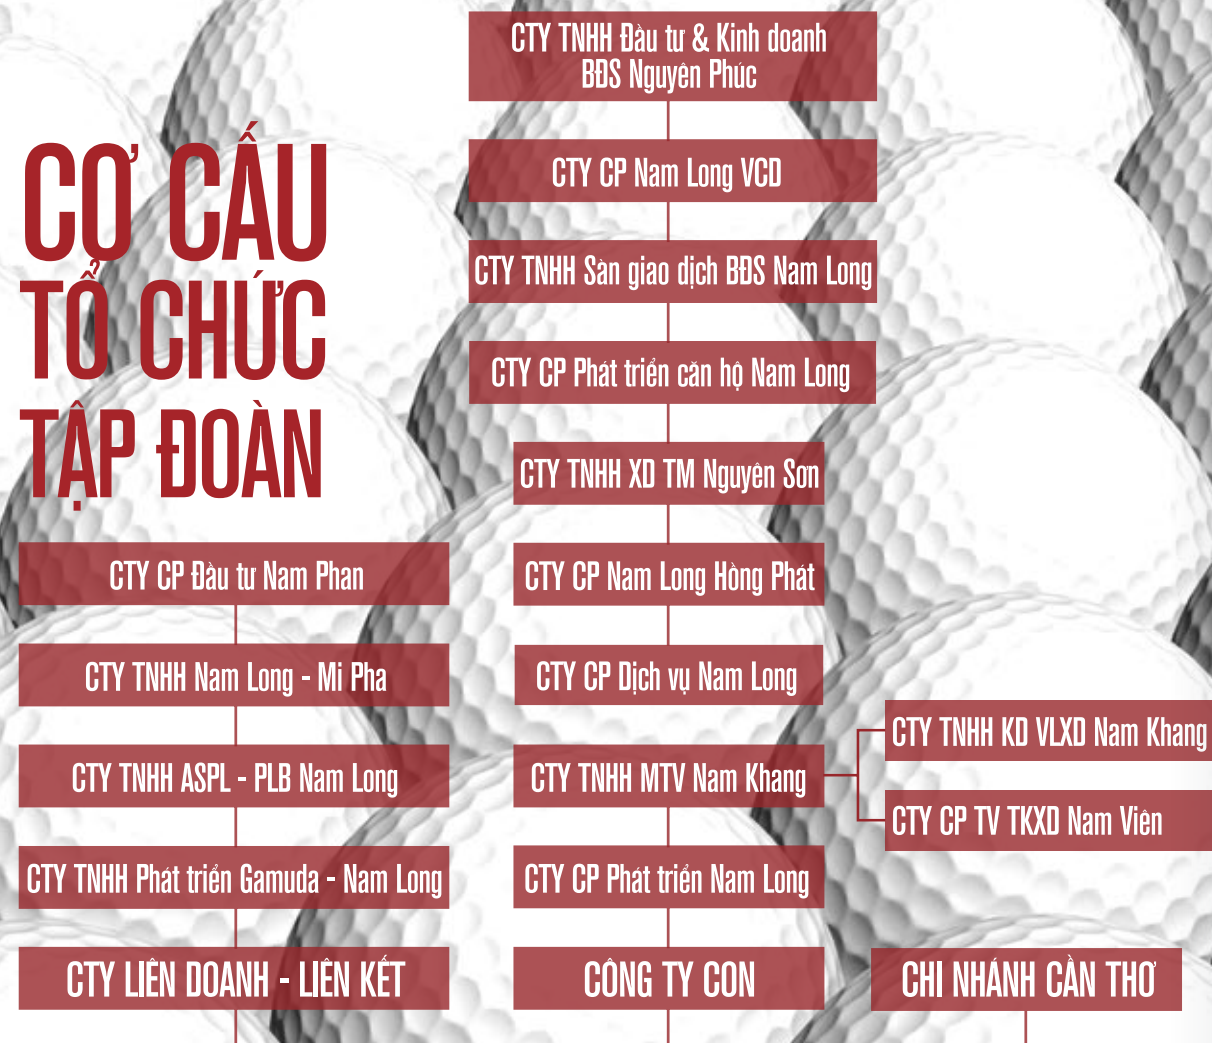 CTY TNHH Đầu tư & Kinh doanh
BĐS Nguyên Phúc
CTY CP Nam Long VCD
CTY TNHH Sàn giao dịch BĐS Nam Long
CTY CP Phát triển căn hộ Nam Long
CTY TNHH XD TM Nguyên Sơn
CTY CP Nam Long Hồng Phát
CTY CP Dịch vụ Nam Long
CTY TNHH MTV Nam Khang
CTY TNHH KD VLXD Nam Khang
CTY CP TV TKXD Nam Viên
CTY CP Phát triển Nam Long
CÔNG TY CON
CƠ CẤU
TỔ CHỨC
TẬP ĐOÀN
CTY CP Đầu tư Nam Phan
CTY TNHH Nam Long - Mi Pha
CTY TNHH ASPL - PLB Nam Long
CTY TNHH Phát triển Gamuda - Nam Long
CTY LIÊN DOANH - LIÊN KẾT
CHI NHÁNH CẦN THƠ